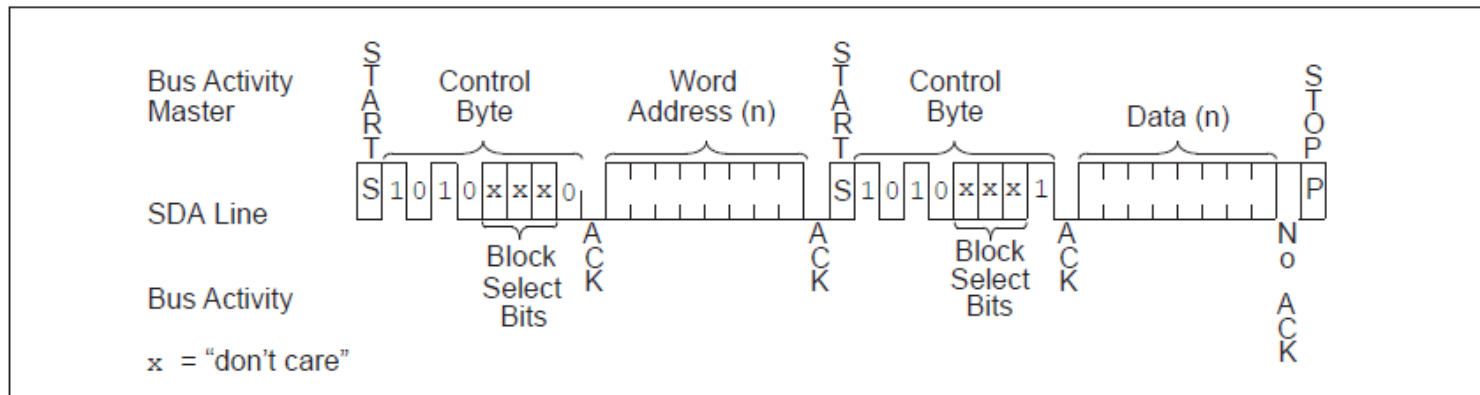 START
START
STOP
Bus Activity
Master
Control
Byte
Word
Address (n)
Control
Byte
Data (n)
SDA Line
S 1 0 1 0 x x x 0
S 1 0 1 0 x x x 1
P
ACK
ACK
ACK
No ACK
Block
Select
Bits
Block
Select
Bits
Bus Activity
x = “don’t care”